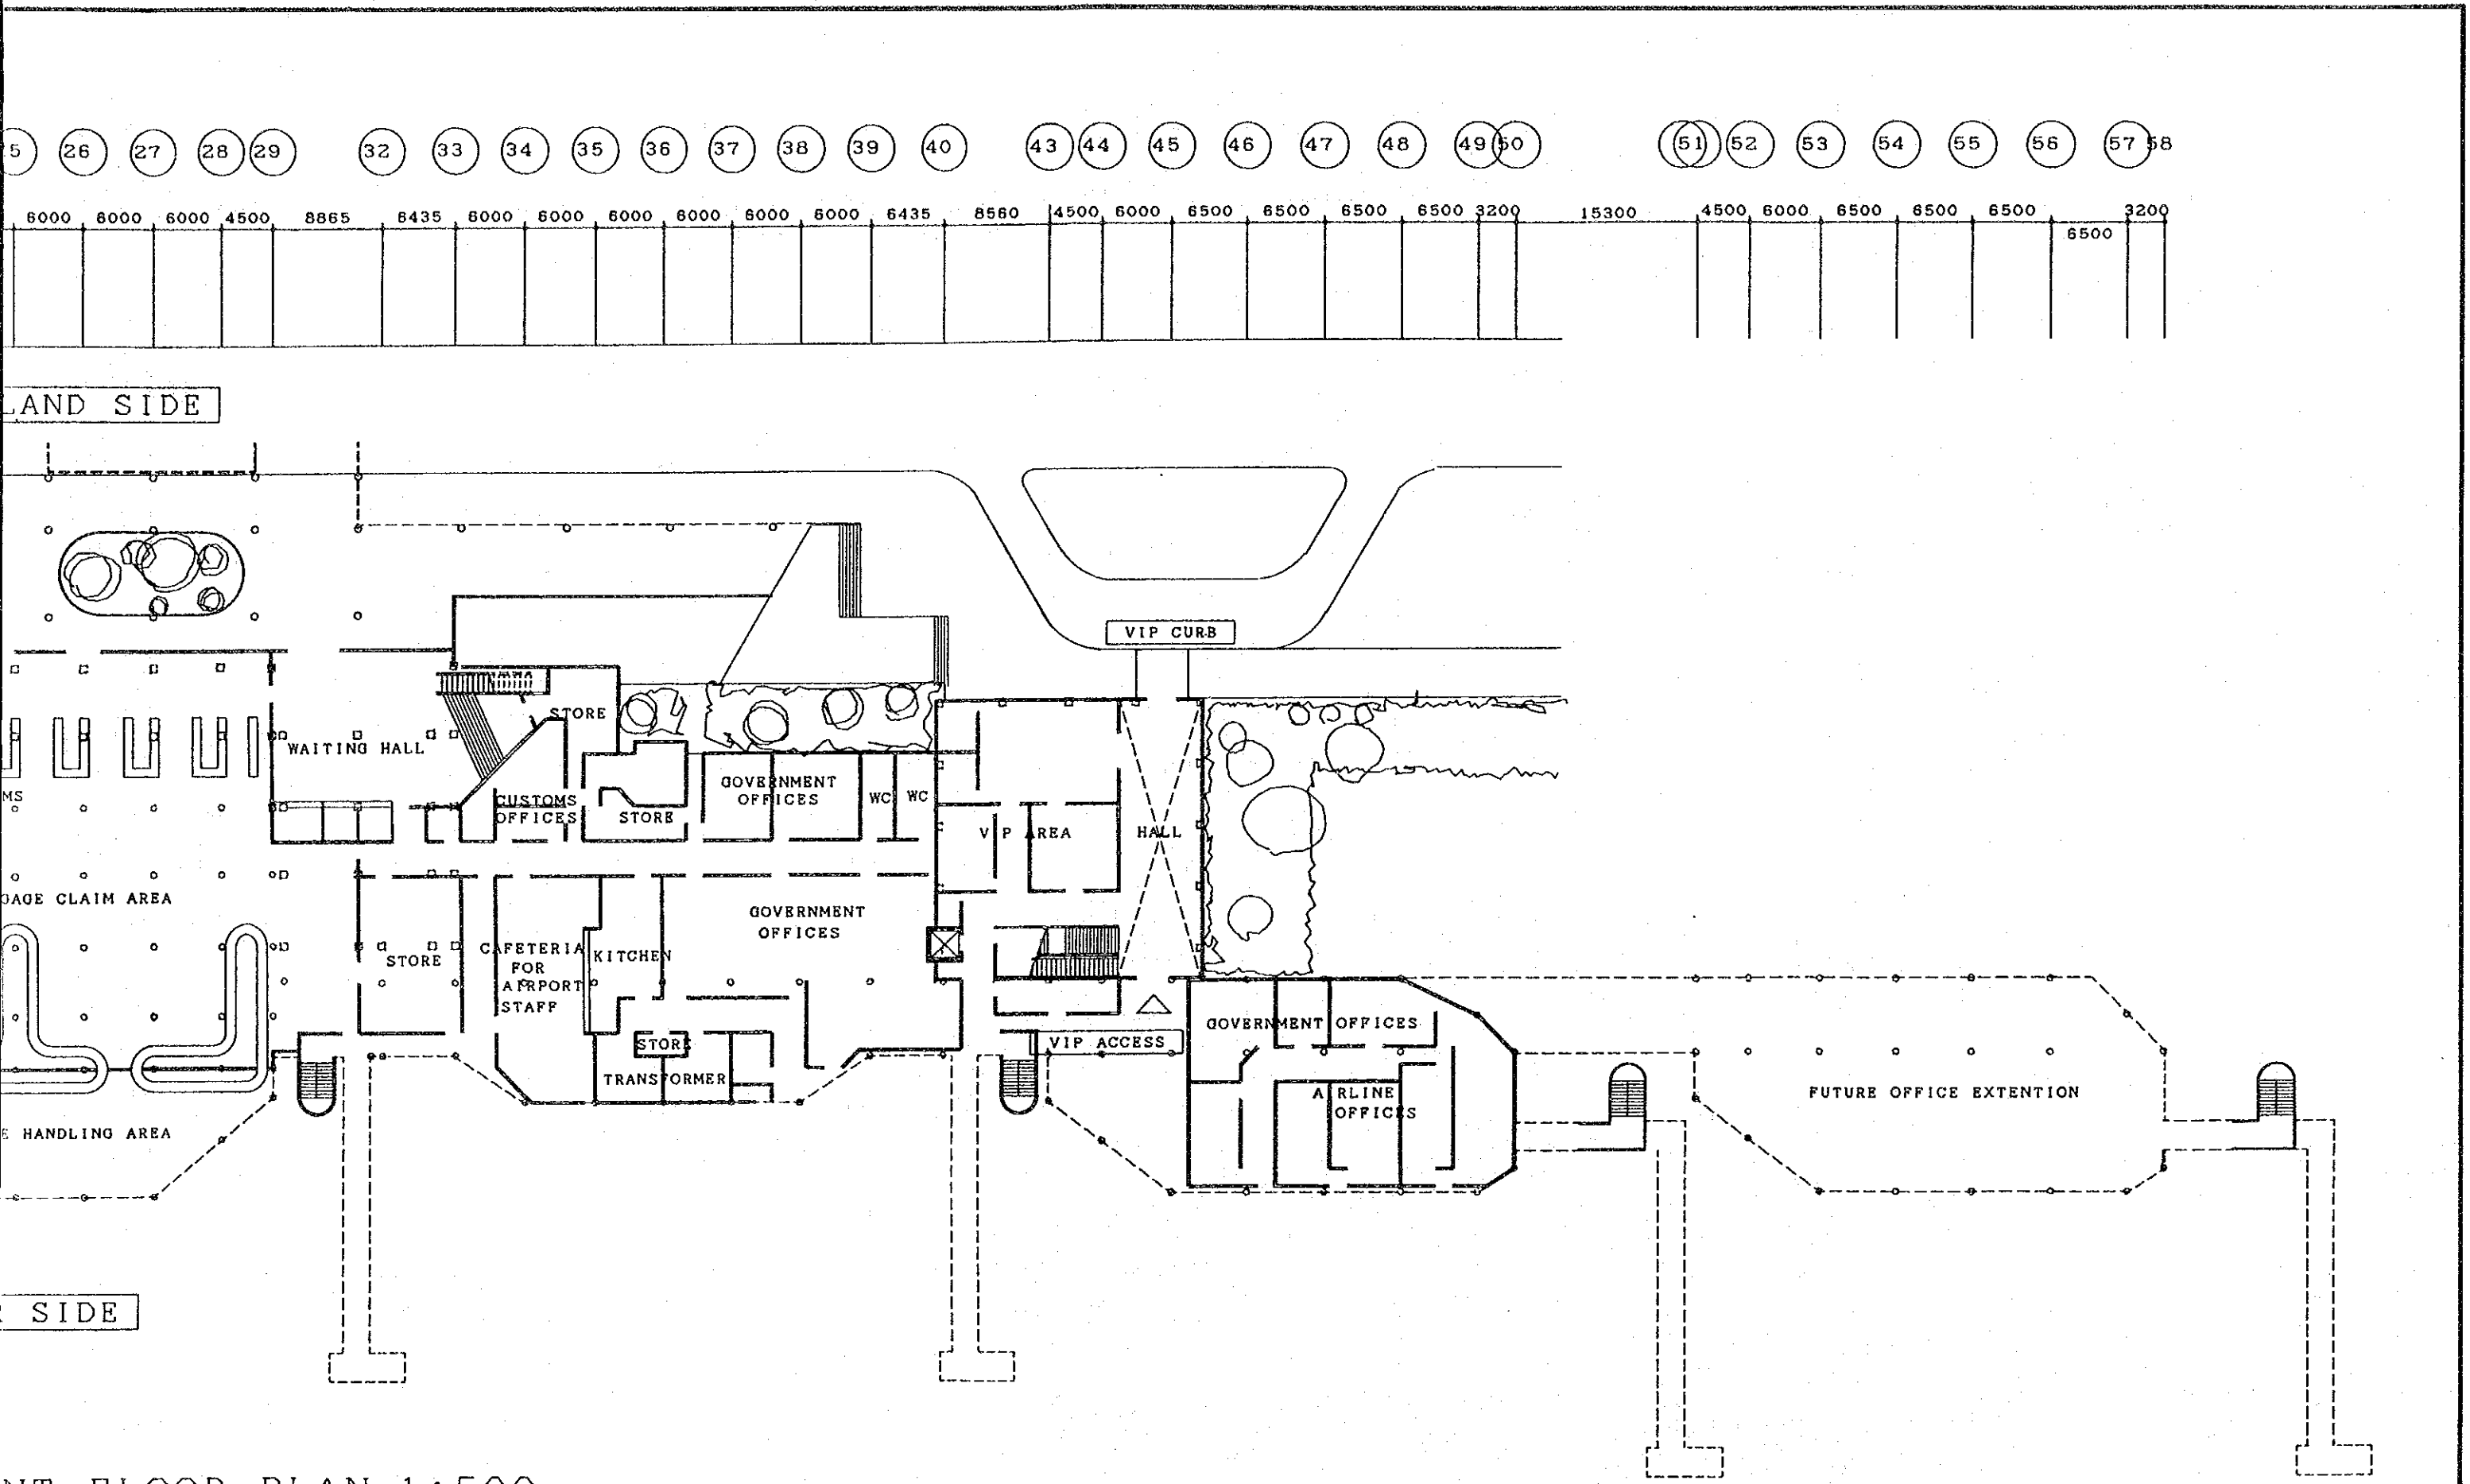 26 27 28 29 32 33 34 35 36 37 38 39 40 43 44 45 46 47 48 49 50 51 52 53 54 55 56 57 58
6000 6000 6000 4500 8865 6435 6000 6000 6000 6000 6000 6000 6435 8560 4500 6000 6500 6500 6500 6500 3200 15300 4500 6000 6500 6500 6500 3200
6500
LAND SIDE
VIP CURB
STORE
WAITING HALL
GOVERNMENT
OFFICES
WC
WC
CUSTOMS
OFFICES
STORE
VIP AREA
HALL
CLAIM AREA
GOVERNMENT
OFFICES
STORE
CAFETERIA
FOR
AIRPORT
STAFF
KITCHEN
GOVERNMENT OFFICES
VIP ACCESS
STORE
TRANSFORMER
AIRLINE
OFFICES
FUTURE OFFICE EXTENTION
HANDLING AREA
SIDE
FLOOR PLAN 1:500